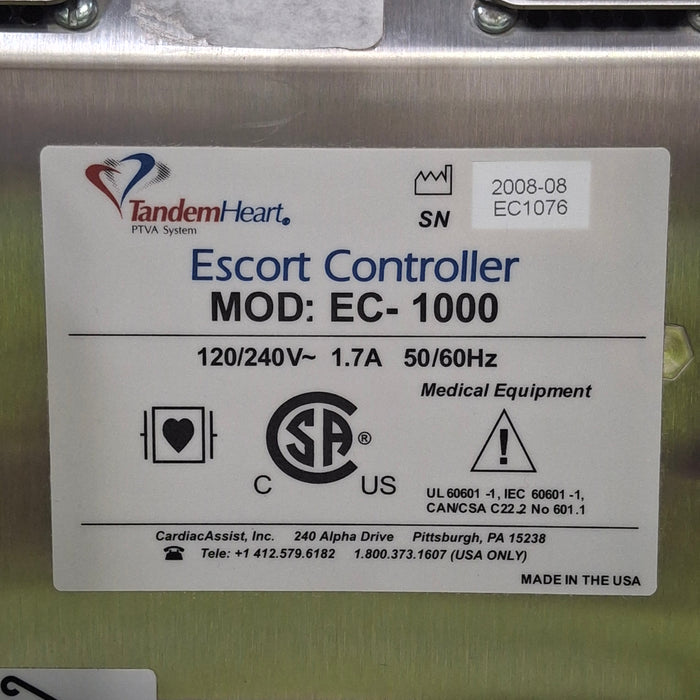 TandemHeart®
PTVA System
2008-08
SN EC1076
Escort Controller
MOD: EC- 1000
120/240V~ 1.7A 50/60Hz
Medical Equipment
CSA®
C US
UL 60601 -1, IEC 60601 -1,
CAN/CSA C22.2 No 601.1
CardiacAssist, Inc. 240 Alpha Drive Pittsburgh, PA 15238
Tele: +1 412.579.6182 1.800.373.1607 (USA ONLY)
MADE IN THE USA